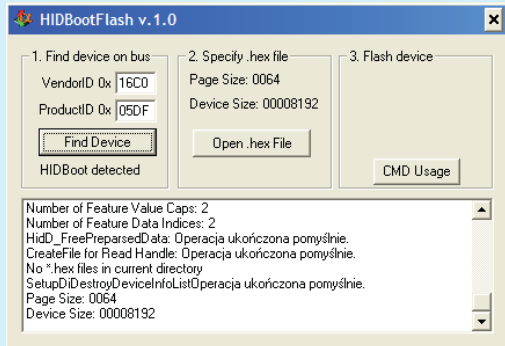 HIDBootFlash v.1.0
1. Find device on bus
VendorID 0x 16C0
ProductID 0x 05DF
Find Device
HIDBoot detected
2. Specify .hex file
Page Size: 0064
Device Size: 00008192
Open .hex File
3. Flash device
CMD Usage
Number of Feature Value Caps: 2
Number of Feature Data Indices: 2
HidD_FreePreparsedData: Operacja ukończona pomyślnie.
CreateFile for Read Handle: Operacja ukończona pomyślnie.
No *.hex files in current directory
SetupDiDestroyDeviceInfoListOperacja ukończona pomyślnie.
Page Size: 0064
Device Size: 00008192